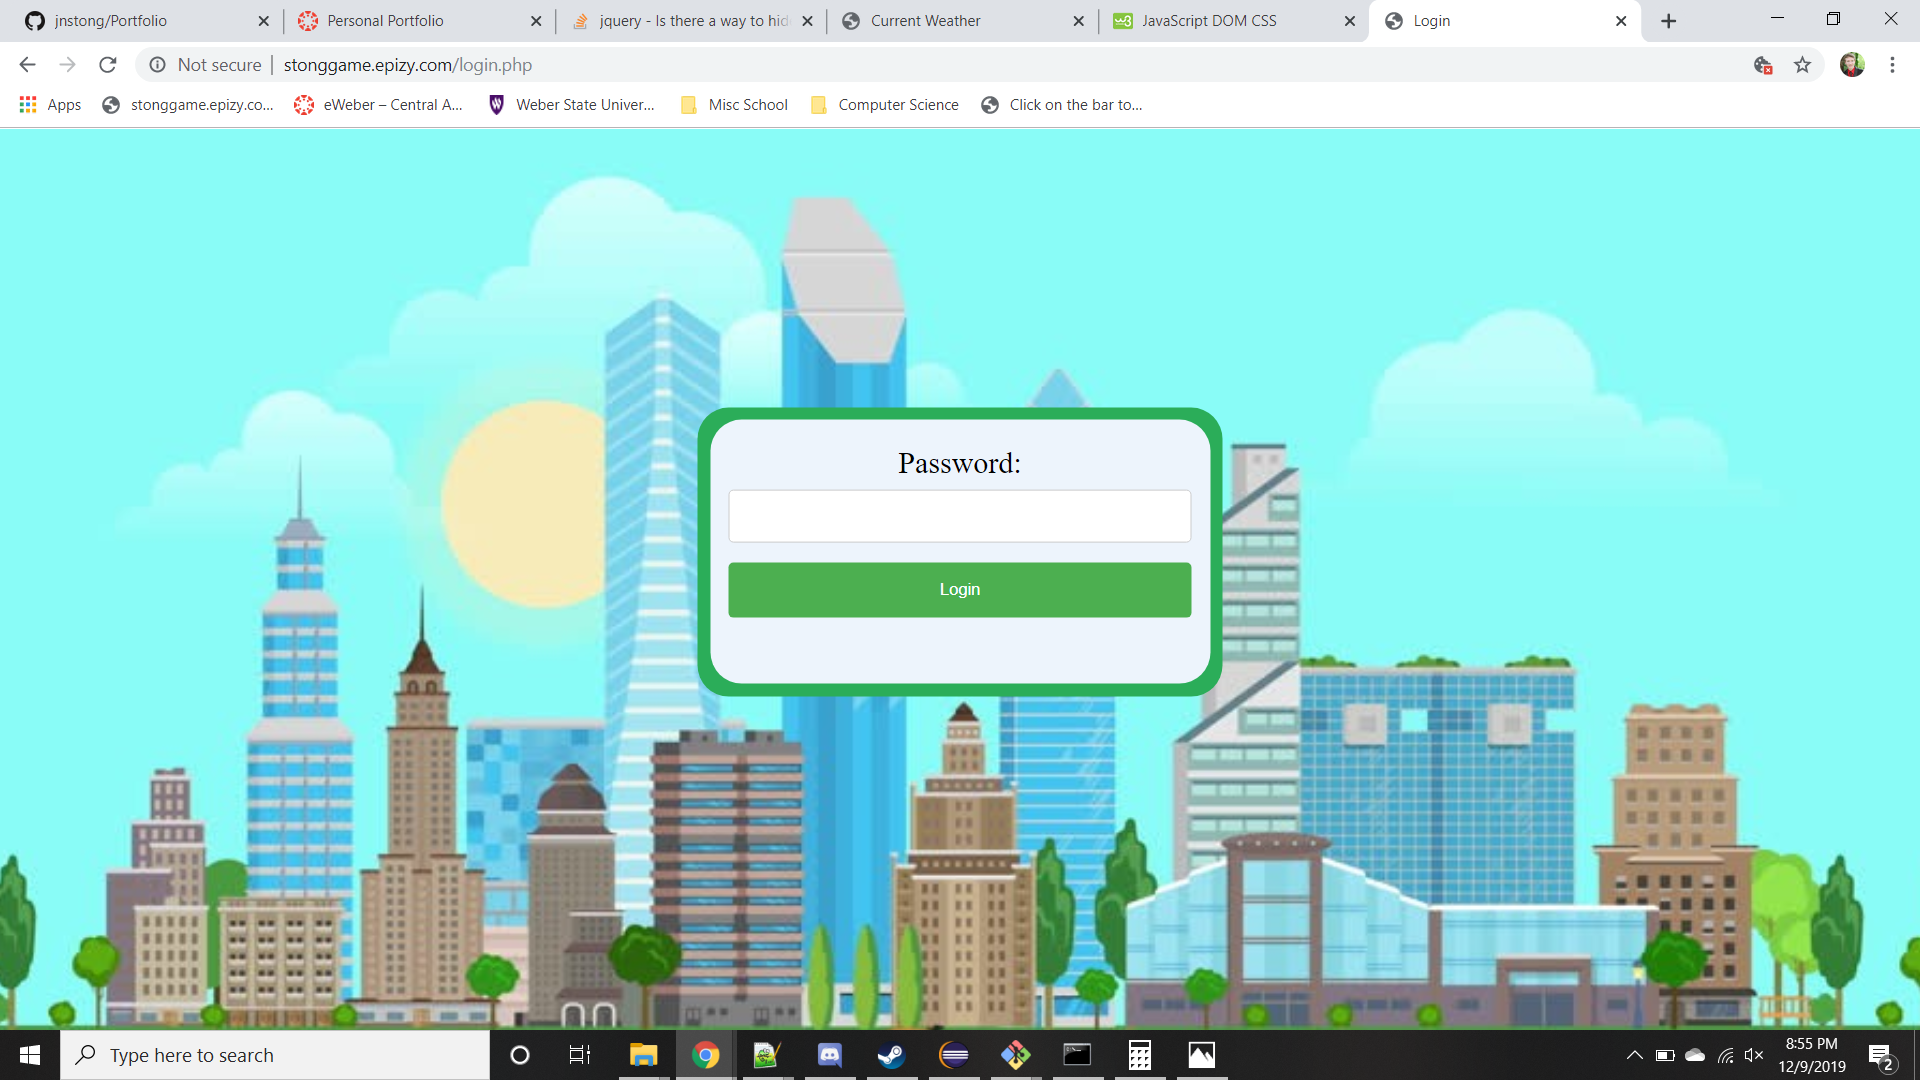 jnstong/Portfolio
Personal Portfolio
jquery - Is there a way to hid
Current Weather
JavaScript DOM CSS
Login
Not secure | stonggame.epizy.com/login.php
Apps
stonggame.epizy.co...
eWeber – Central A...
Weber State Univer...
Misc School
Computer Science
Click on the bar to...
Password:
Login
Type here to search
8:55 PM
12/9/2019
2